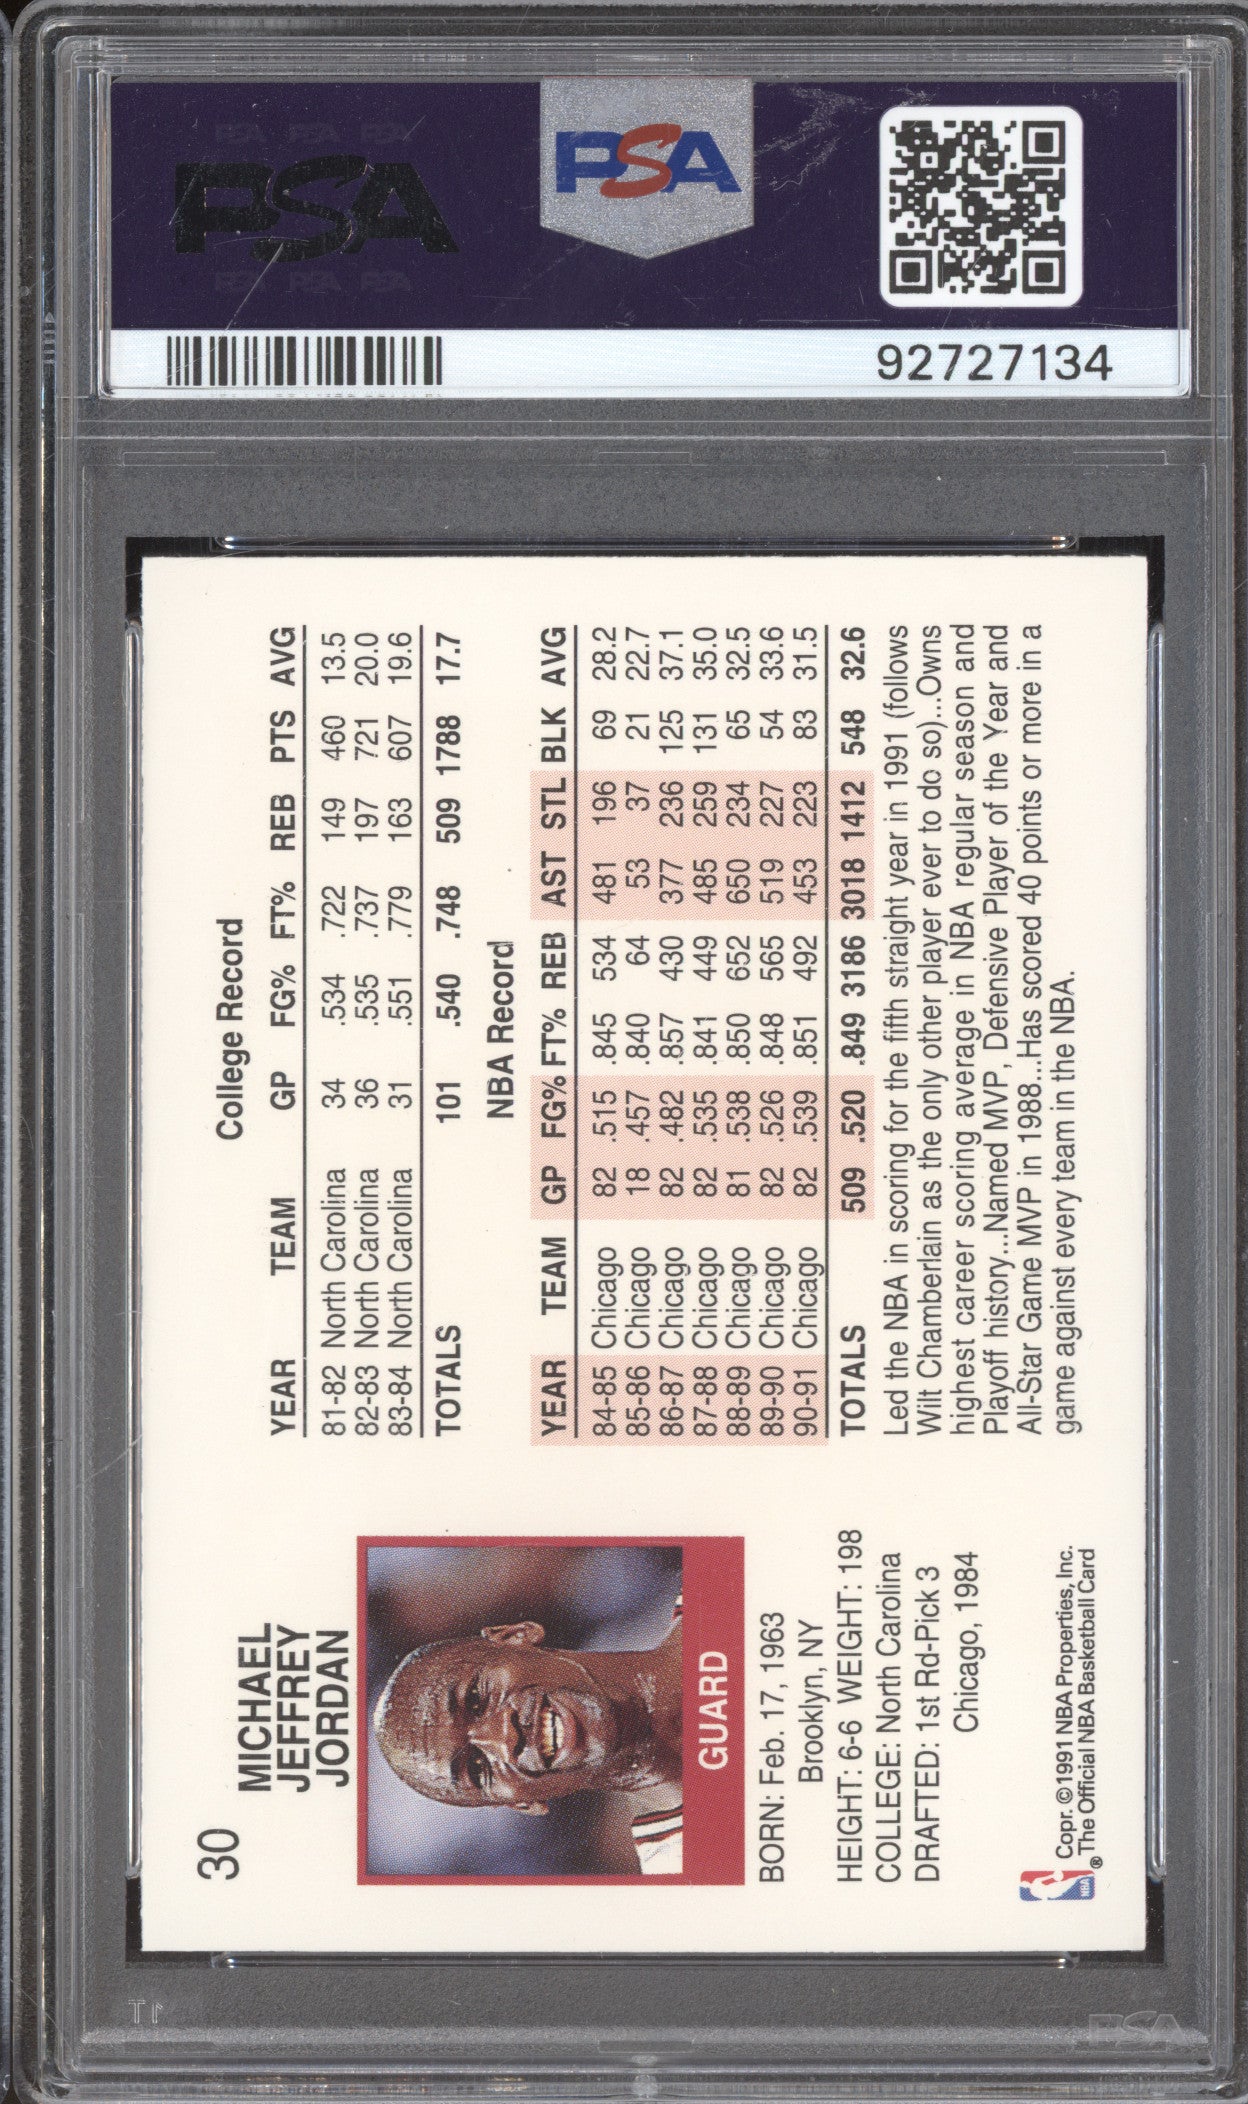 PSA PSA PSA
PSA
PSA PSA PSA
PSA
92727134
30
MICHAEL
JEFFREY
JORDAN
GUARD
BORN: Feb. 17, 1963
Brooklyn, NY
HEIGHT: 6-6 WEIGHT: 198
COLLEGE: North Carolina
DRAFTED: 1st Rd-Pick 3
Chicago, 1984
NBA
Copr. © 1991 NBA Properties, Inc.
® The Official NBA Basketball Card
College Record
YEAR TEAM GP FG% FT% REB PTS AVG
81-82 North Carolina 34 .534 .722 149 460 13.5
82-83 North Carolina 36 .535 .737 197 721 20.0
83-84 North Carolina 31 .551 .779 163 607 19.6
TOTALS 101 .540 .748 509 1788 17.7
NBA Record
YEAR TEAM GP FG% FT% REB AST STL BLK AVG
84-85 Chicago 82 .515 .845 534 481 196 69 28.2
85-86 Chicago 18 .457 .840 64 53 37 21 22.7
86-87 Chicago 82 .482 .857 430 377 236 125 37.1
87-88 Chicago 82 .535 .841 449 485 259 131 35.0
88-89 Chicago 81 .538 .850 652 650 234 65 32.5
89-90 Chicago 82 .526 .848 565 519 227 54 33.6
90-91 Chicago 82 .539 .851 492 453 223 83 31.5
TOTALS 509 .520 .849 3186 3018 1412 548 32.6
Led the NBA in scoring for the fifth straight year in 1991 (follows
Wilt Chamberlain as the only other player ever to do so)...Owns
highest career scoring average in NBA regular season and
Playoff history...Named MVP, Defensive Player of the Year and
All-Star Game MVP in 1988...Has scored 40 points or more in a
game against every team in the NBA.
PSA